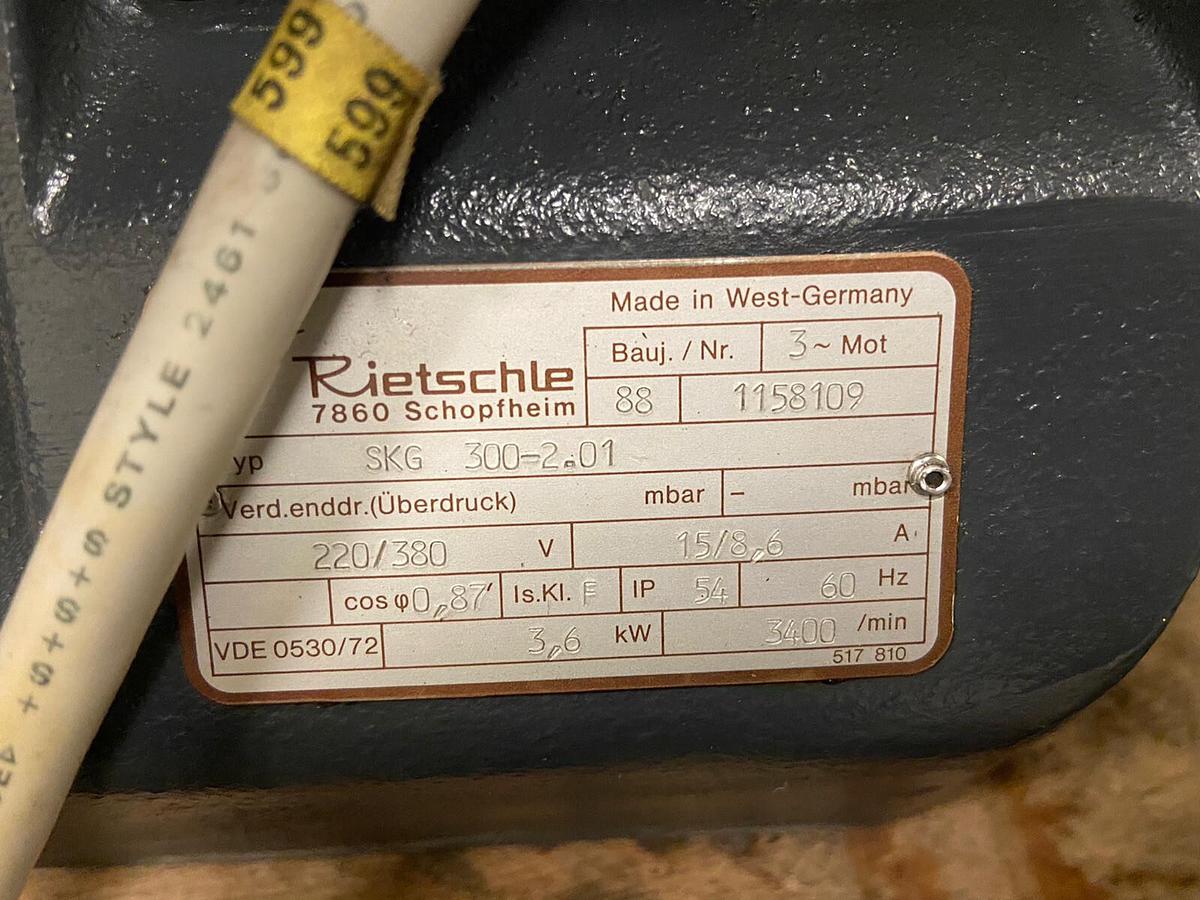 599
599
STYLE 2461
S+S+S+S+
Made in West-Germany
Bauj. / Nr. 3~ Mot
Rietschle
88 1158109
7860 Schopfheim
yp SKG 300-2.01
Verd.enddr.(Überdruck) mbar – mbar
220/380 V 15/8,6 A
cos φ 0,87 Is.Kl. F IP 54 60 Hz
VDE 0530/72 3,6 kW 3400 /min
517 810